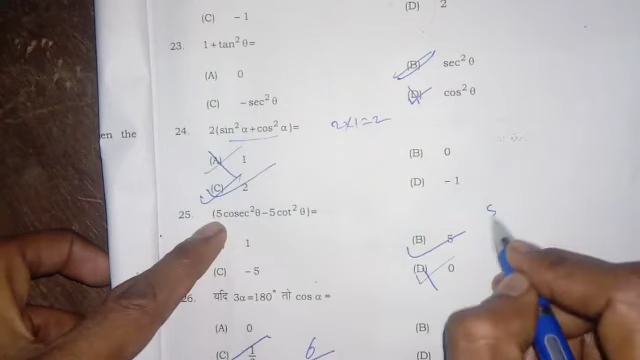 (C) - 1 (D) 2
23. 1 + tan² θ =
(A) 0 (B) sec² θ
(C) - sec² θ (D) cos² θ
24. 2(sin² α + cos² α) = 2×1=2
en the
(A) 1 (B) 0
(C) 2 (D) - 1
25. (5 cosec² θ - 5 cot² θ) = 5
1 (B) 5
(C) - 5 (D) 0
26. यदि 3α = 180° तो cos α =
(A) 0 (B)
(C) 1 6 (D)